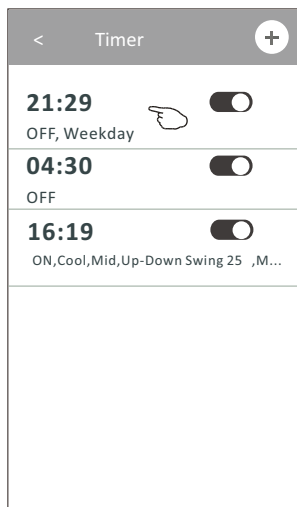 < Timer +
21:29
OFF, Weekday
04:30
OFF
16:19
ON,Cool,Mid,Up-Down Swing 25 ,M...